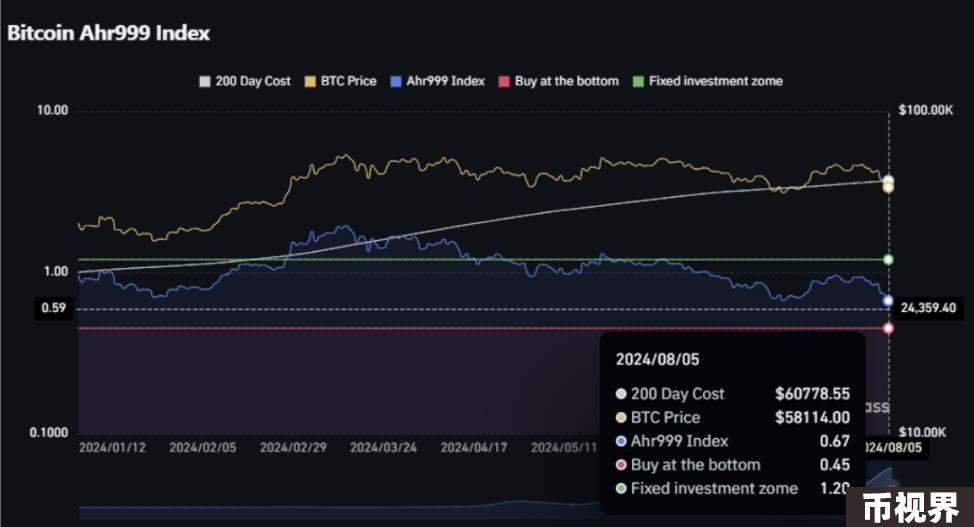 Bitcoin Ahr999 Index
200 Day Cost BTC Price Ahr999 Index Buy at the bottom Fixed investment zome
10.00 $100.00K
1.00
0.59 24,359.40
2024/08/05
200 Day Cost $60778.55
BTC Price $58114.00
Ahr999 Index 0.67
Buy at the bottom 0.45
Fixed investment zome 1.20
ass
0.1000 $10.00K
2024/01/12 2024/02/05 2024/02/29 2024/03/24 2024/04/17 2024/05/11 024/08/05
币视界